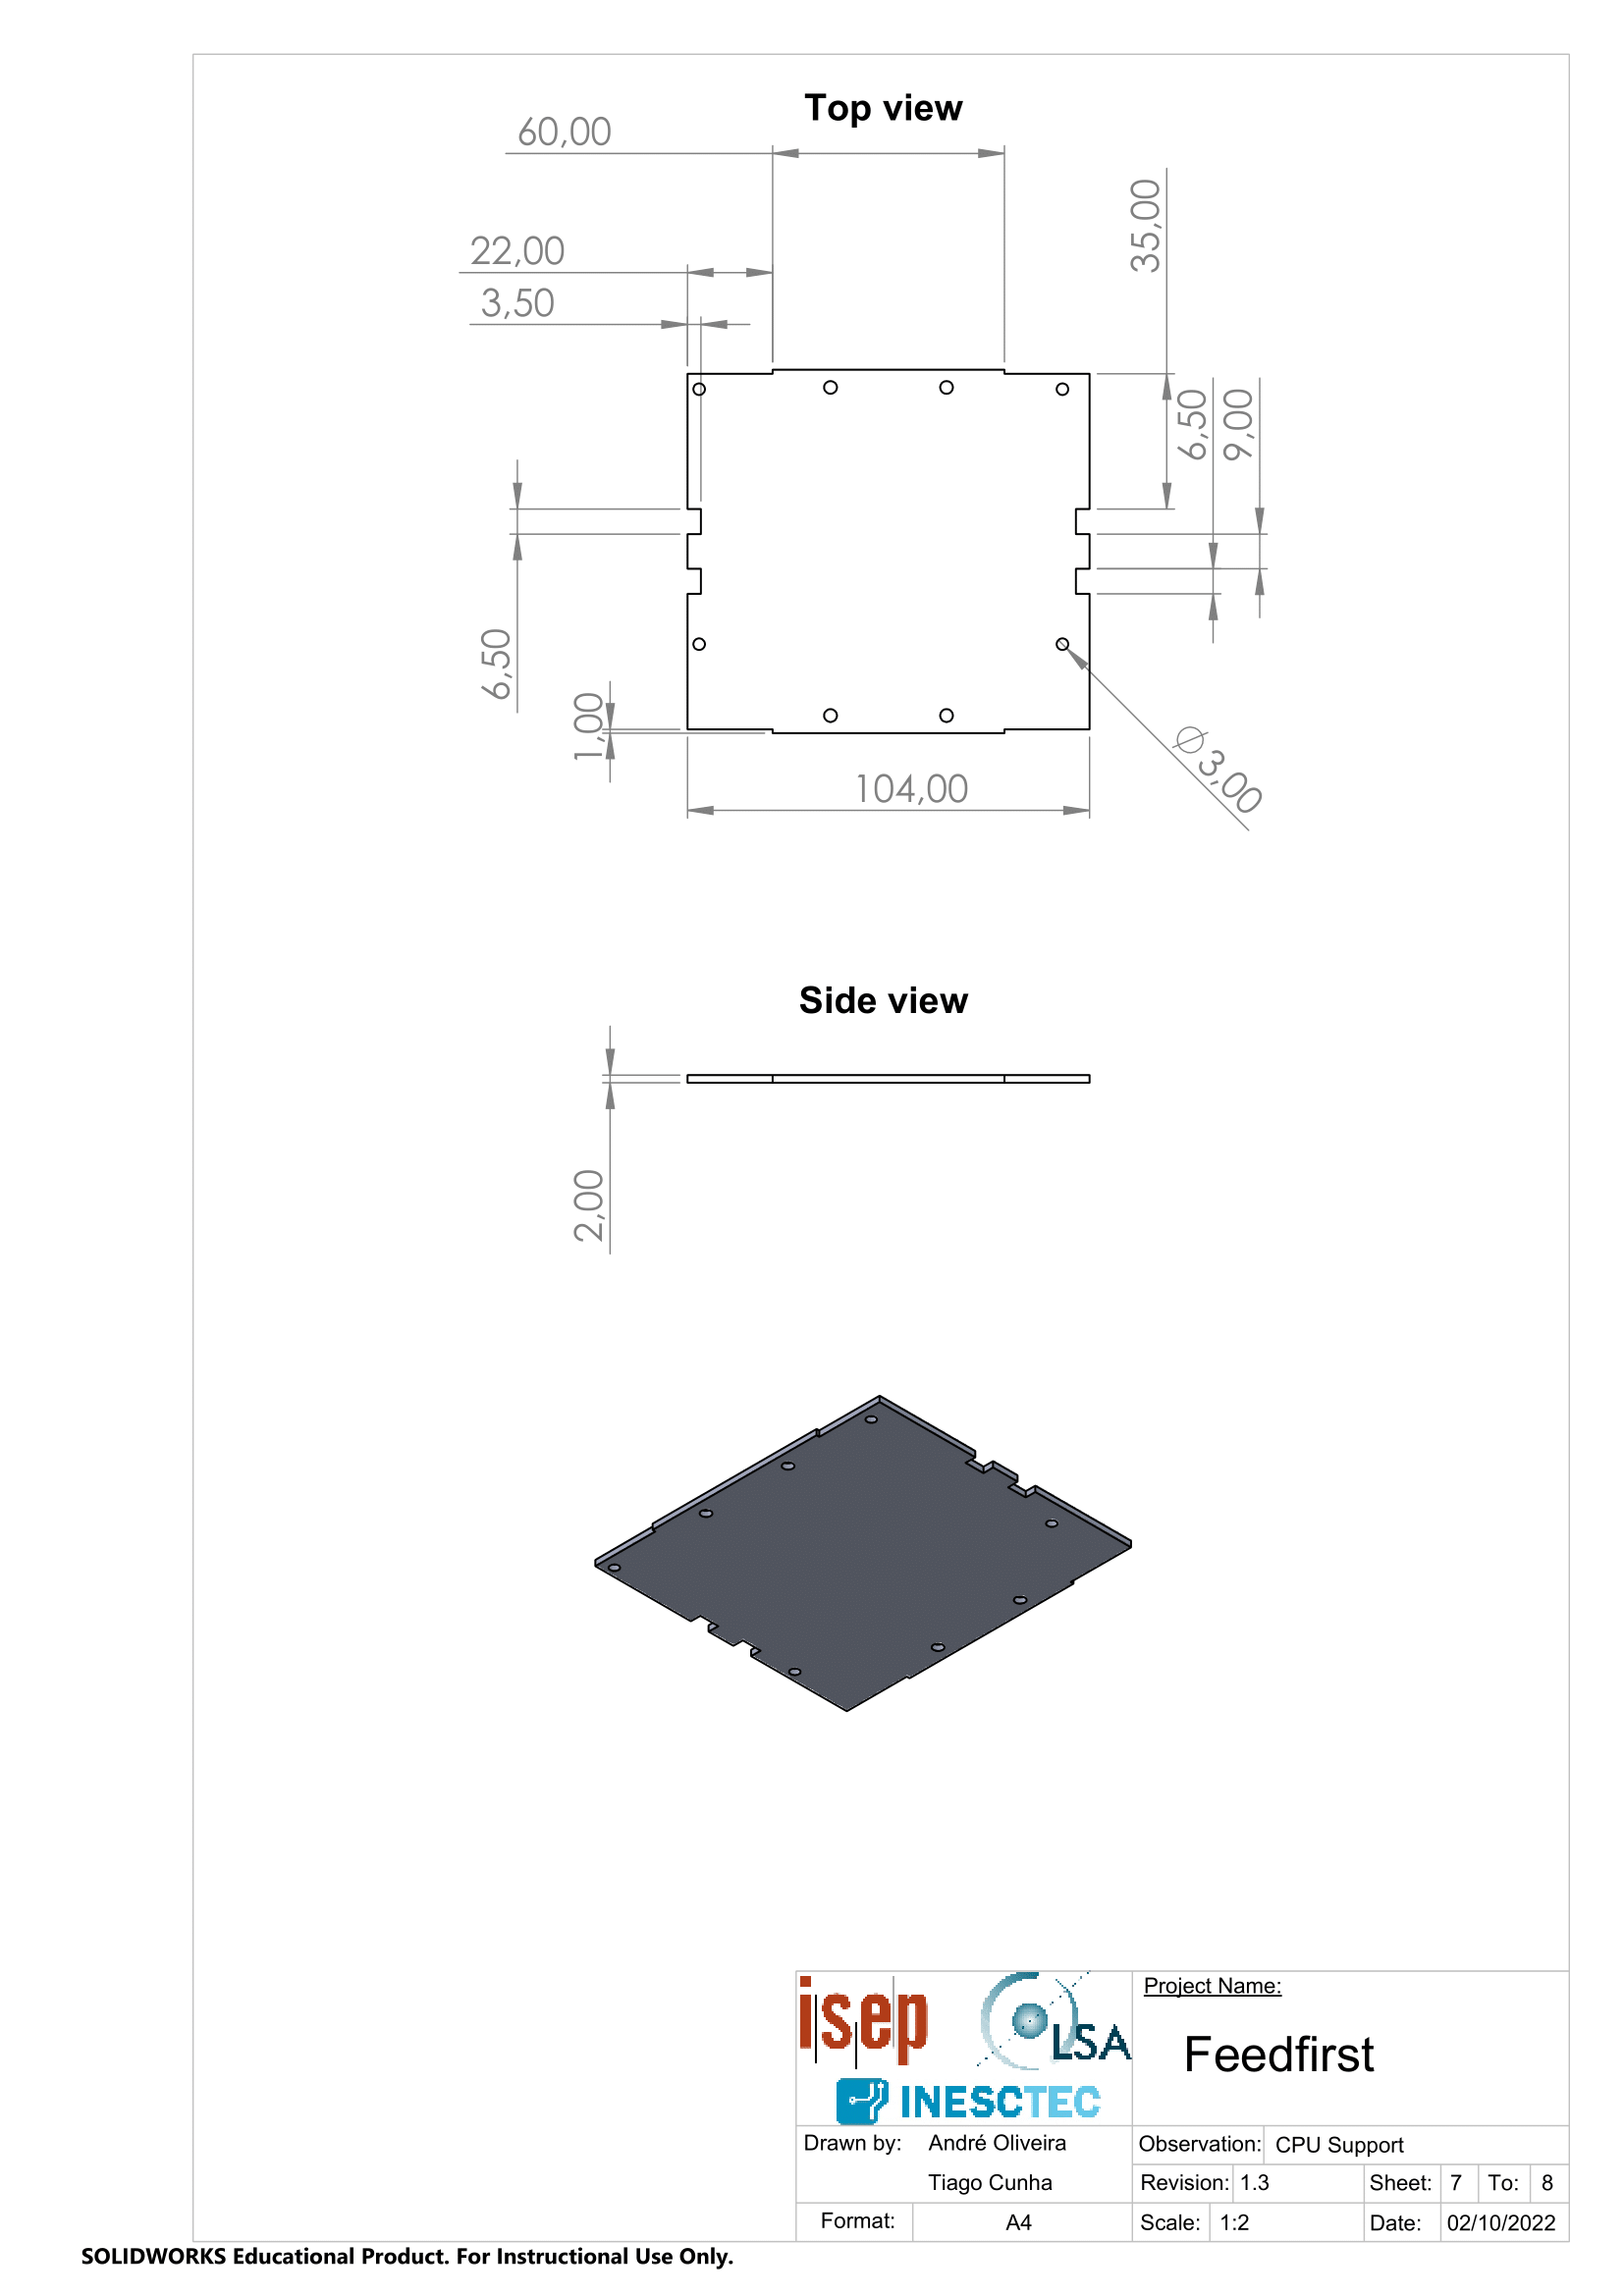 Top view
60,00
35,00
22,00
3,50
6,50
9,00
6,50
1,00
104,00
∅3,00
Side view
2,00
isep
LSA
INESCTEC
Project Name:
Feedfirst
Drawn by: André Oliveira
Tiago Cunha
Observation: CPU Support
Revision: 1.3 Sheet: 7 To: 8
Format: A4
Scale: 1:2 Date: 02/10/2022
SOLIDWORKS Educational Product. For Instructional Use Only.